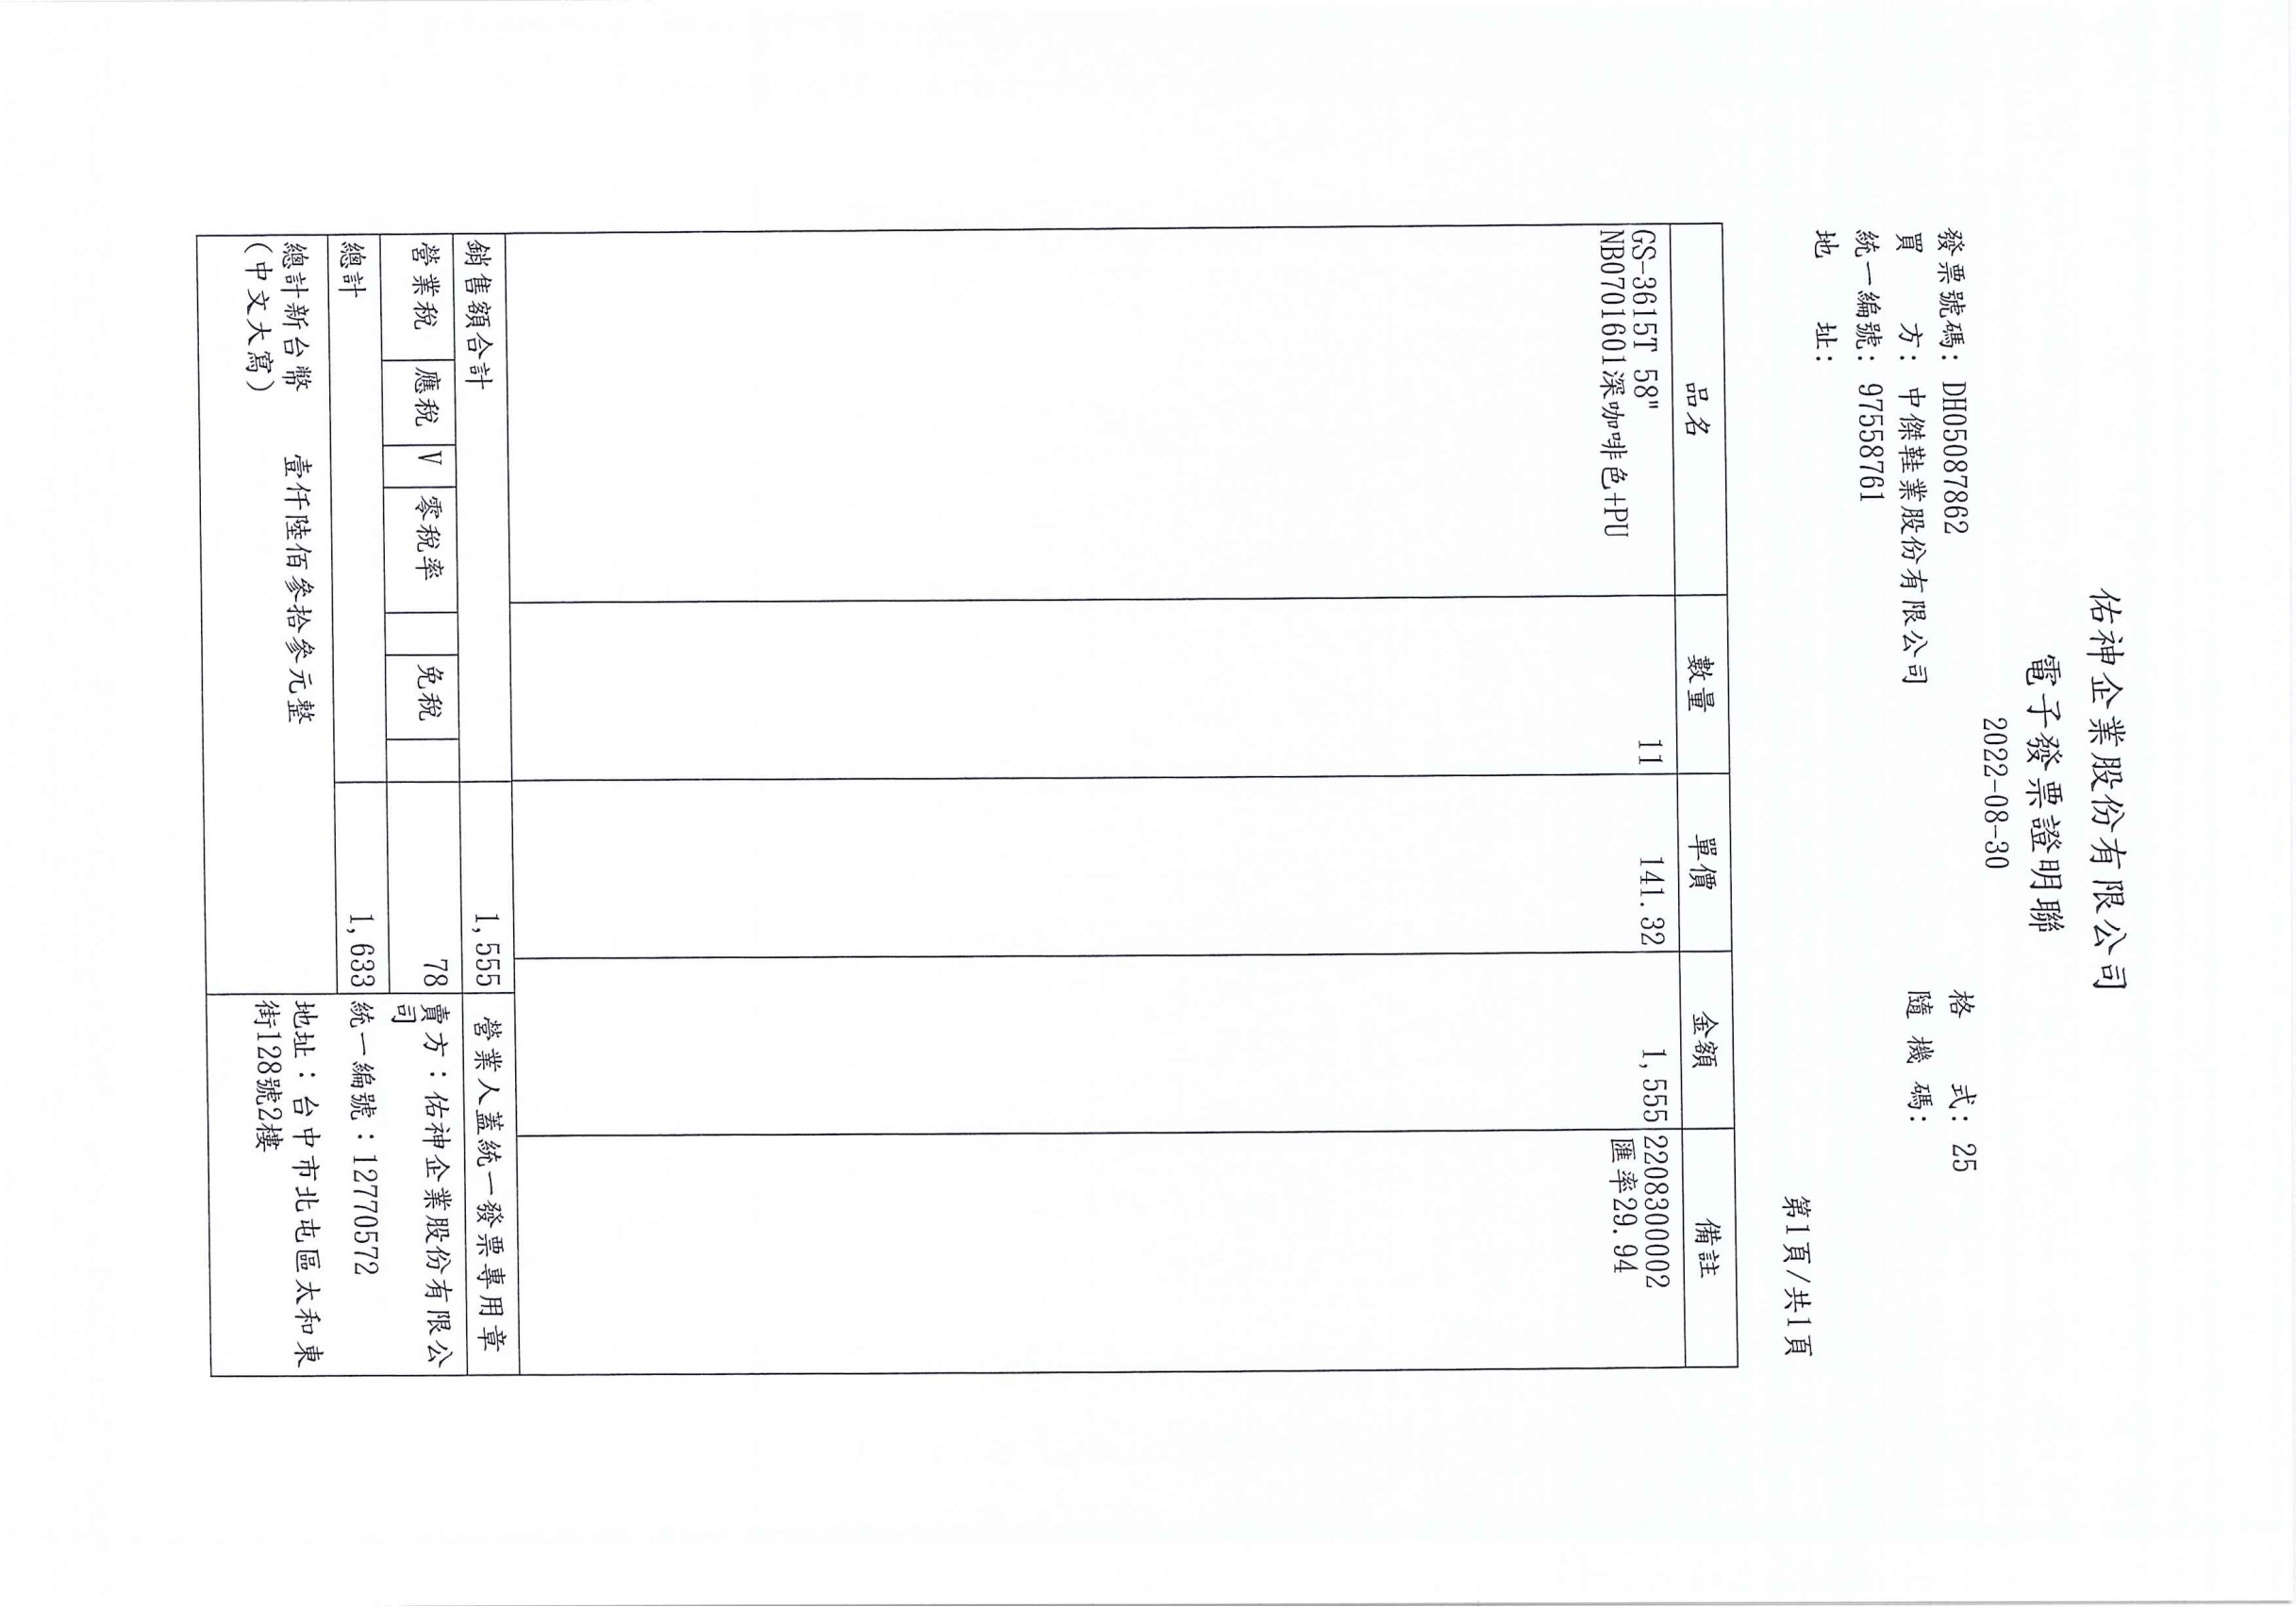 佑神企業股份有限公司
電子發票證明聯
2022-08-30
發票號碼: DH05087862
格 式: 25
買 方: 中傑鞋業股份有限公司
隨 機 碼:
統一編號: 97558761
地 址:
第1頁/共1頁
品名 數量 單價 金額 備註
GS-3615T 58" 11 141.32 1,555 2208300002
NB0701601深咖啡色+PU 匯率29.94
銷售額合計 1,555 營業人蓋統一發票專用章
營業稅 應稅 V 零稅率 免稅 78 賣方：佑神企業股份有限公
司
總計 1,633 統一編號：12770572
總計新台幣 壹仟陸佰參拾參元整 地址：台中市北屯區太和東
(中文大寫) 街128號2樓